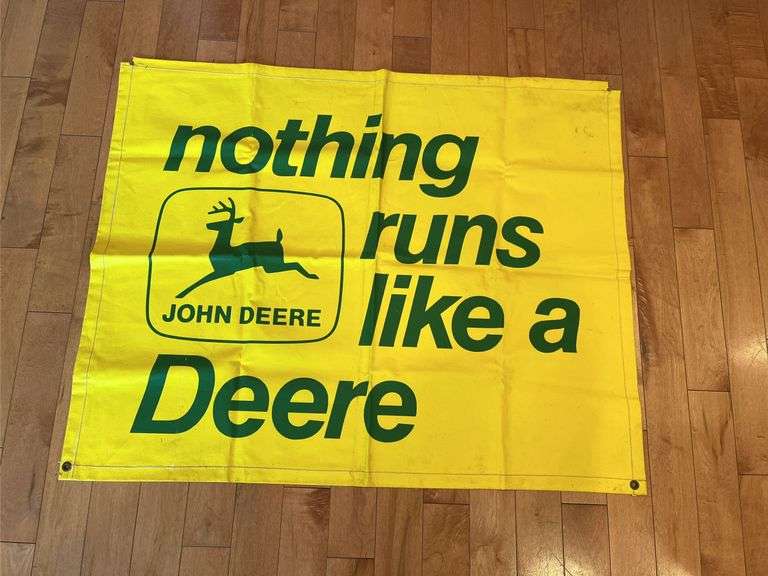 nothing
runs
JOHN DEERE
like a
Deere